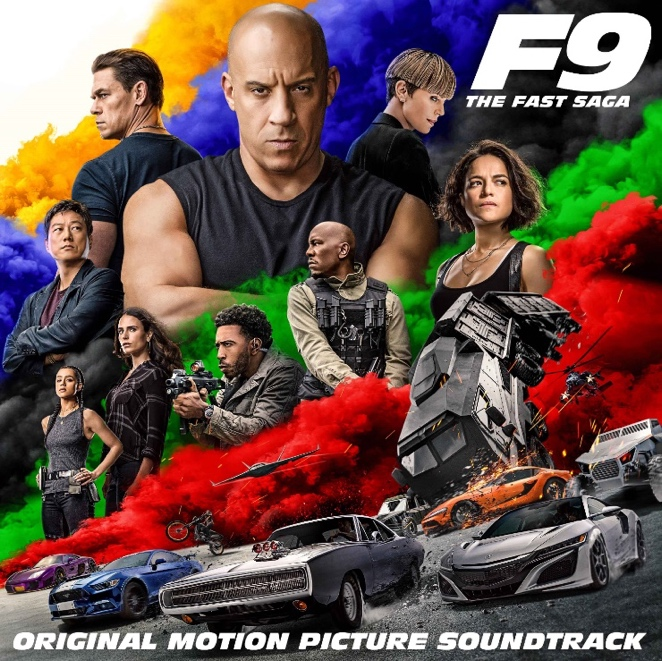 F9
THE FAST SAGA
ORIGINAL MOTION PICTURE SOUNDTRACK